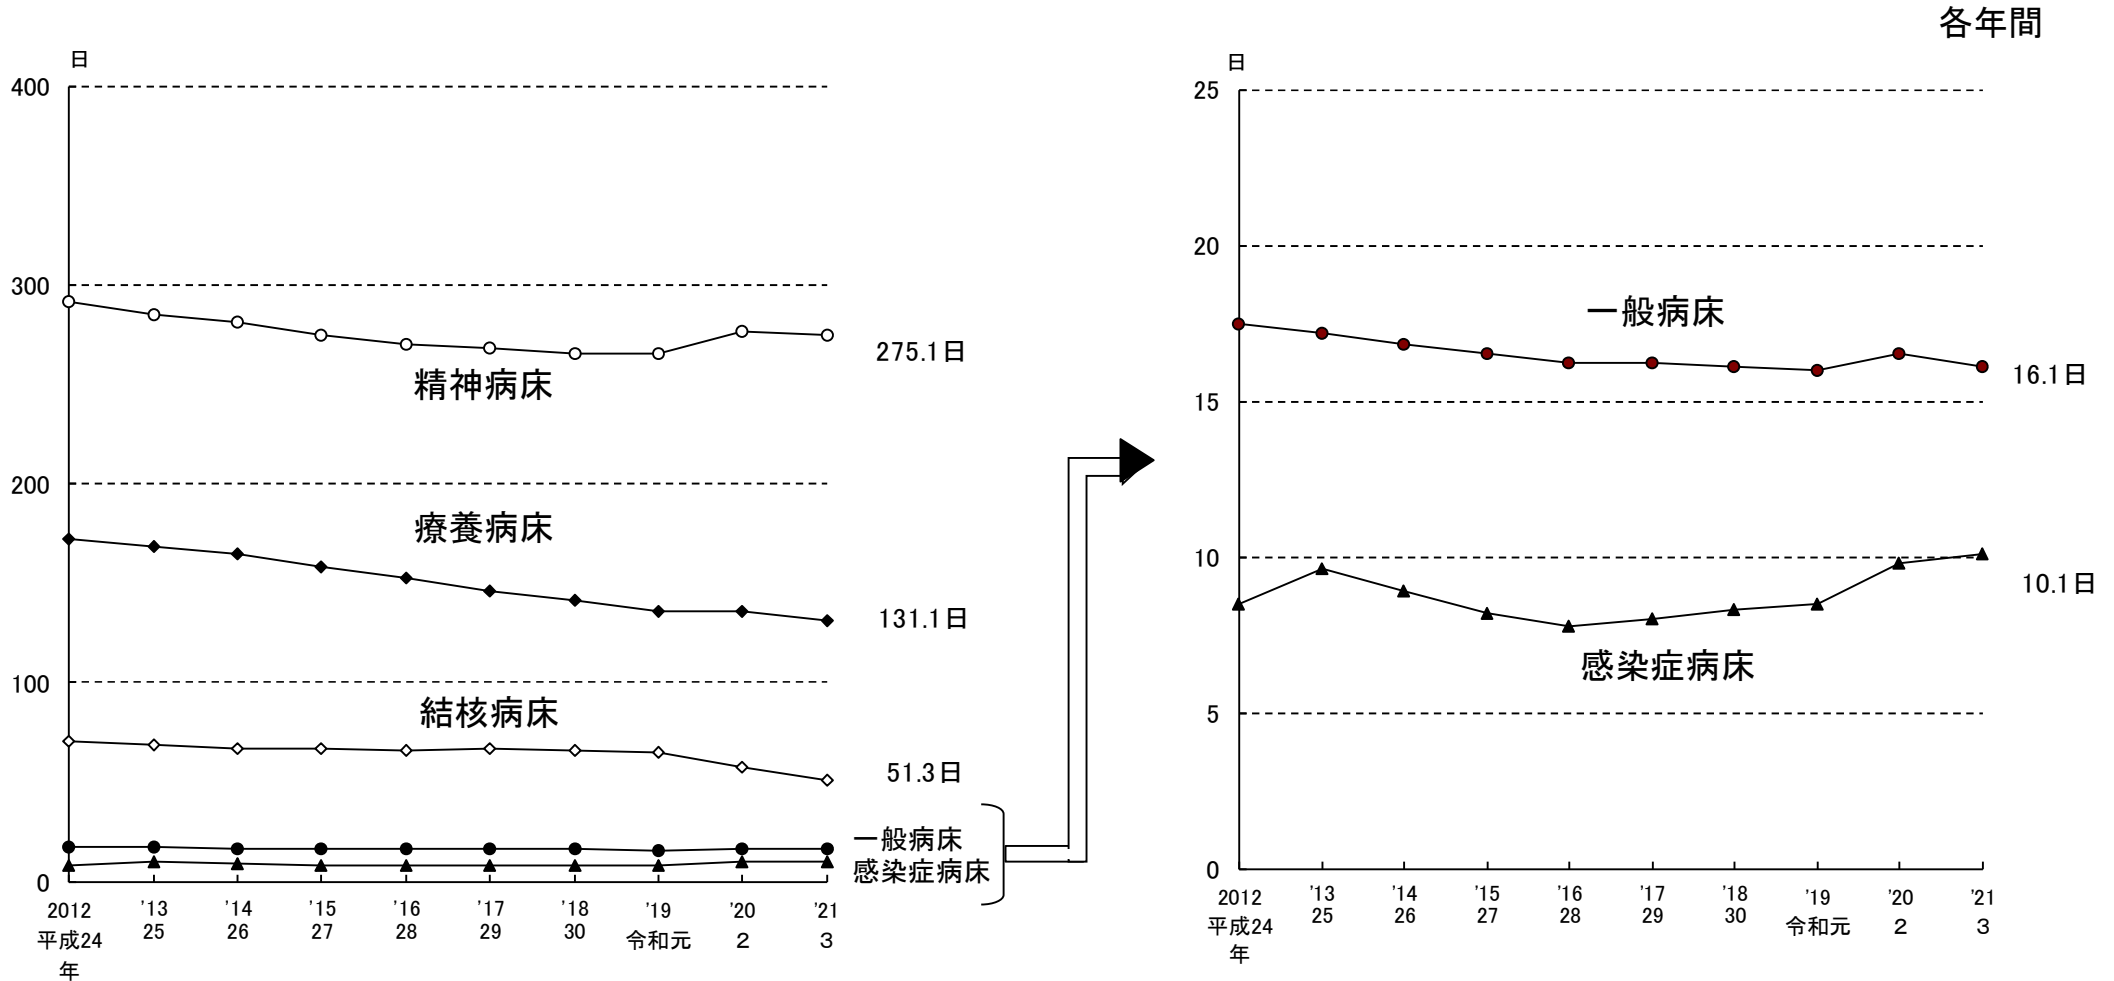 各年間
日
400
300
200
100
0
精神病床
療養病床
結核病床
275.1日
131.1日
51.3日
一般病床
感染症病床
2012 ’13 ’14 ’15 ’16 ’17 ’18 ’19 ’20 ’21
平成24 25 26 27 28 29 30 令和元 2 3
年
日
25
20
15
10
5
0
一般病床
感染症病床
16.1日
10.1日
2012 ’13 ’14 ’15 ’16 ’17 ’18 ’19 ’20 ’21
平成24 25 26 27 28 29 30 令和元 2 3
年